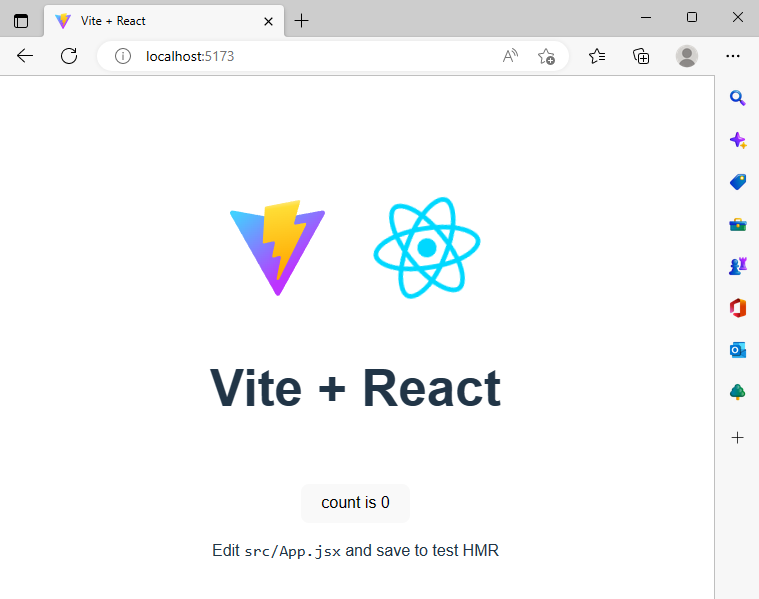 Vite + React
localhost:5173
Vite + React
count is 0
Edit src/App.jsx and save to test HMR